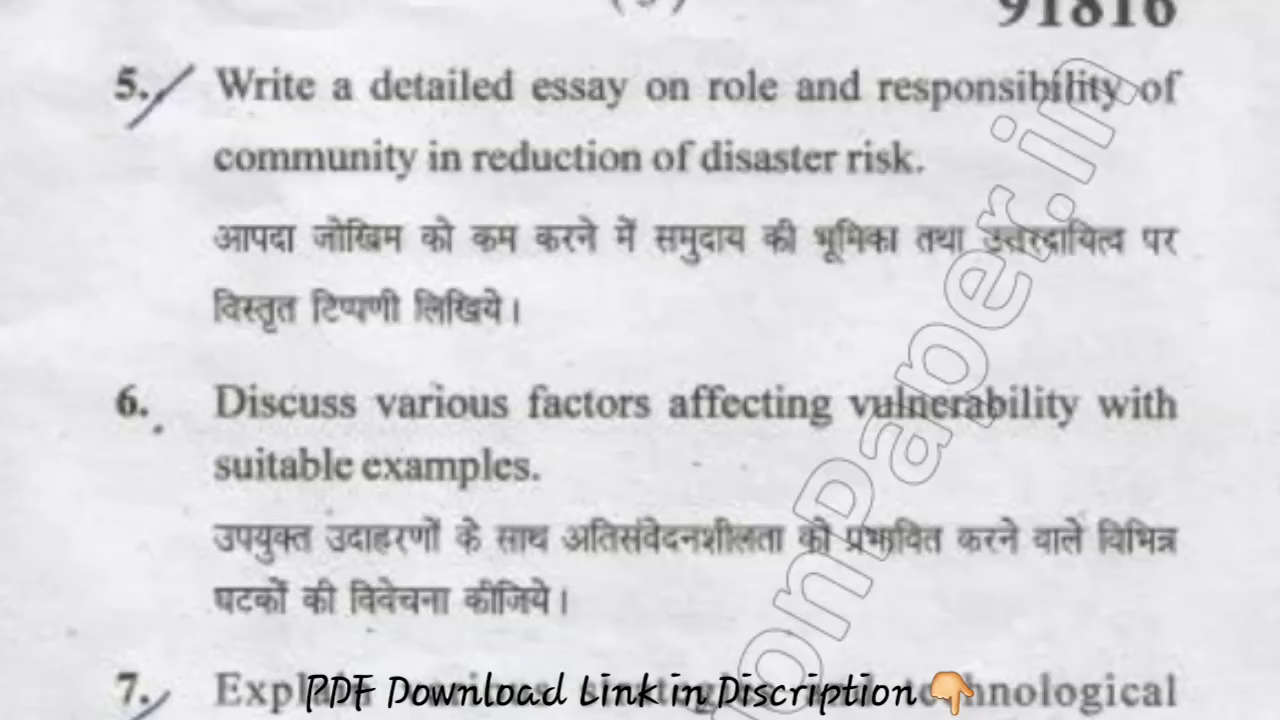 91816
5. Write a detailed essay on role and responsibility of
community in reduction of disaster risk.
आपदा जोखिम को कम करने में समुदाय की भूमिका तथा उत्तरदायित्व पर
विस्तृत टिप्पणी लिखिये।
6. Discuss various factors affecting vulnerability with
suitable examples.
उपयुक्त उदाहरणों के साथ अतिसंवेदनशीलता को प्रभावित करने वाले विभिन्न
घटकों की विवेचना कीजिये।
7.
PDF Download Link in Discription👇
onPaper.in